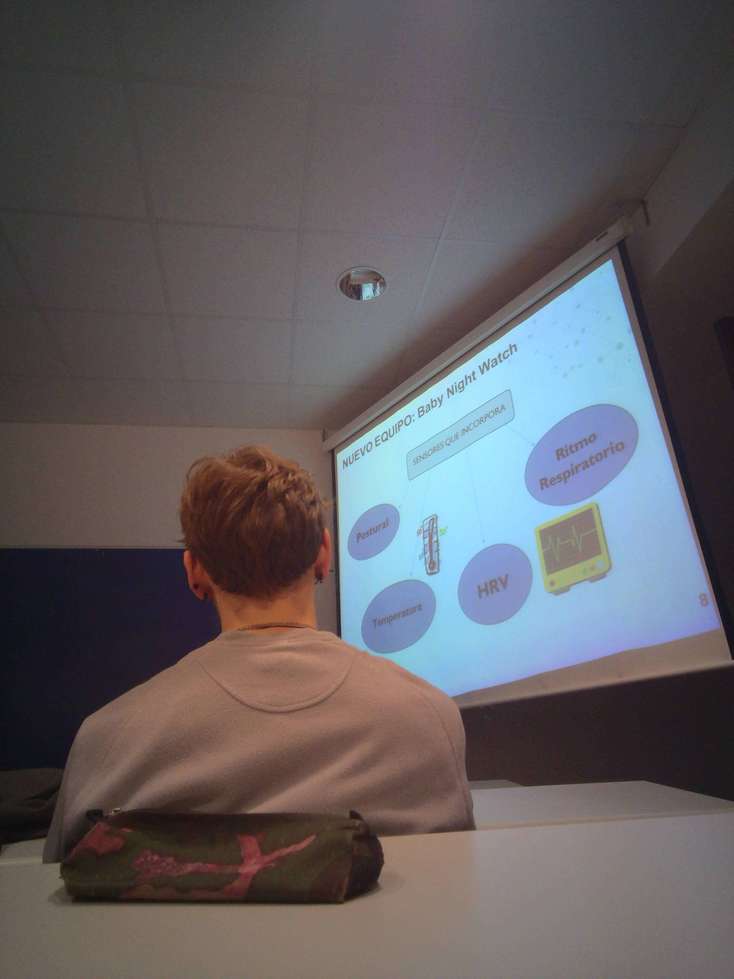 NUEVO EQUIPO: Baby Night Watch
SENSORES QUE INCORPORA
Ritmo
Respiratorio
Postural
HRV
Temperatura
8